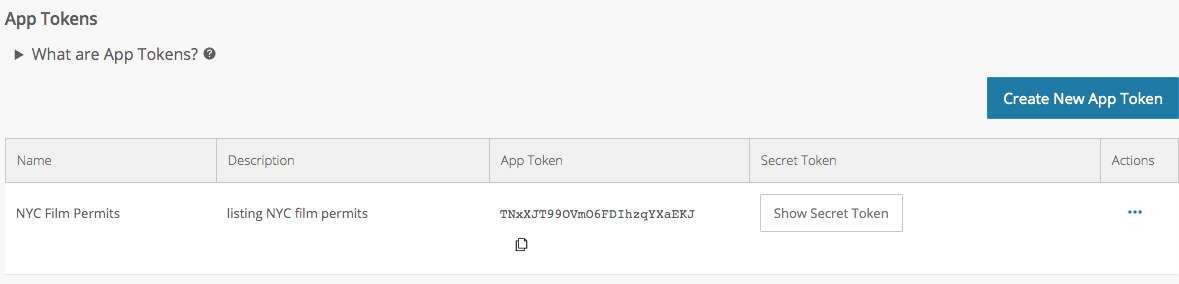 App Tokens
What are App Tokens?
Create New App Token
Name Description App Token Secret Token Actions
NYC Film Permits listing NYC film permits TNxXJT99OVmO6FDIhzqYXaEKJ Show Secret Token